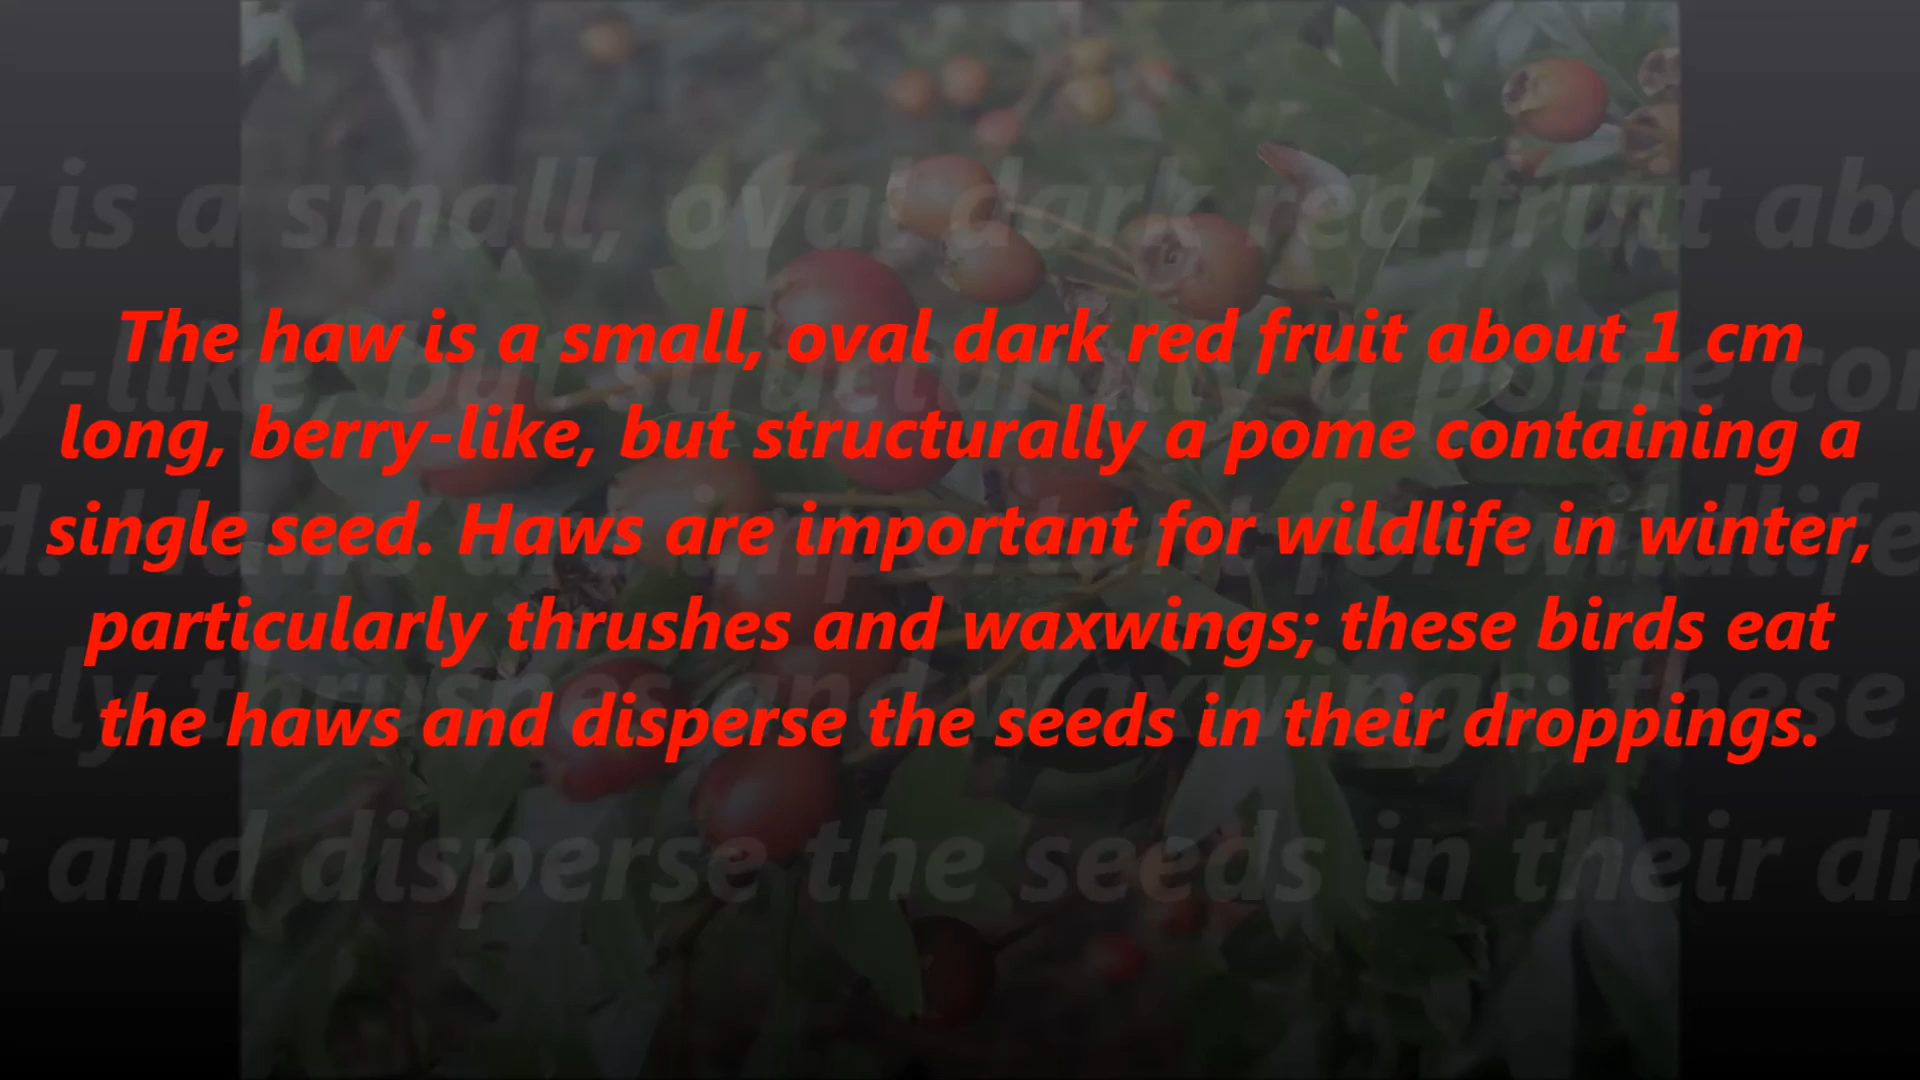 The haw is a small, oval dark red fruit about 1 cm
long, berry-like, but structurally a pome containing a
single seed. Haws are important for wildlife in winter,
particularly thrushes and waxwings; these birds eat
the haws and disperse the seeds in their droppings.